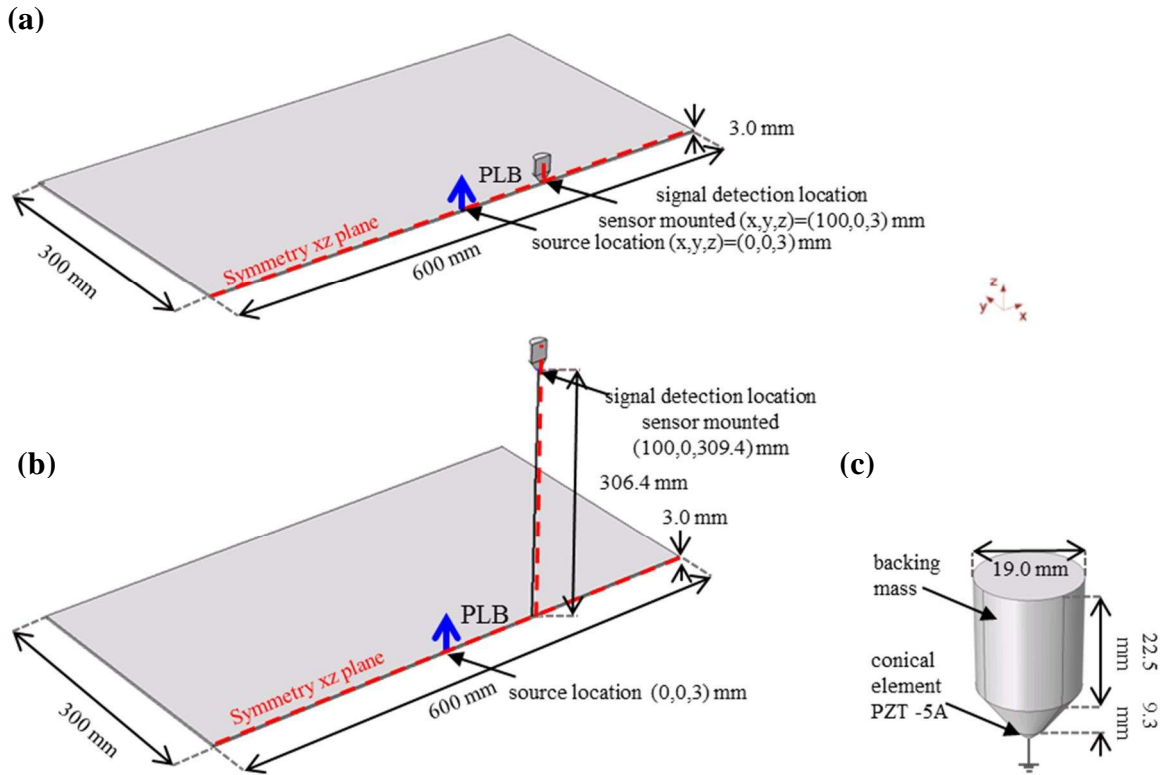 (a)
3.0 mm
PLB
signal detection location
sensor mounted (x,y,z)=(100,0,3) mm
source location (x,y,z)=(0,0,3) mm
Symmetry xz plane
300 mm
600 mm
z
y
x
signal detection location
sensor mounted
(100,0,309.4) mm
(b)
(c)
306.4 mm
3.0 mm
PLB
Symmetry xz plane
source location (0,0,3) mm
300 mm
600 mm
backing
mass
19.0 mm
22.5
mm
conical
element
PZT -5A
9.3
mm